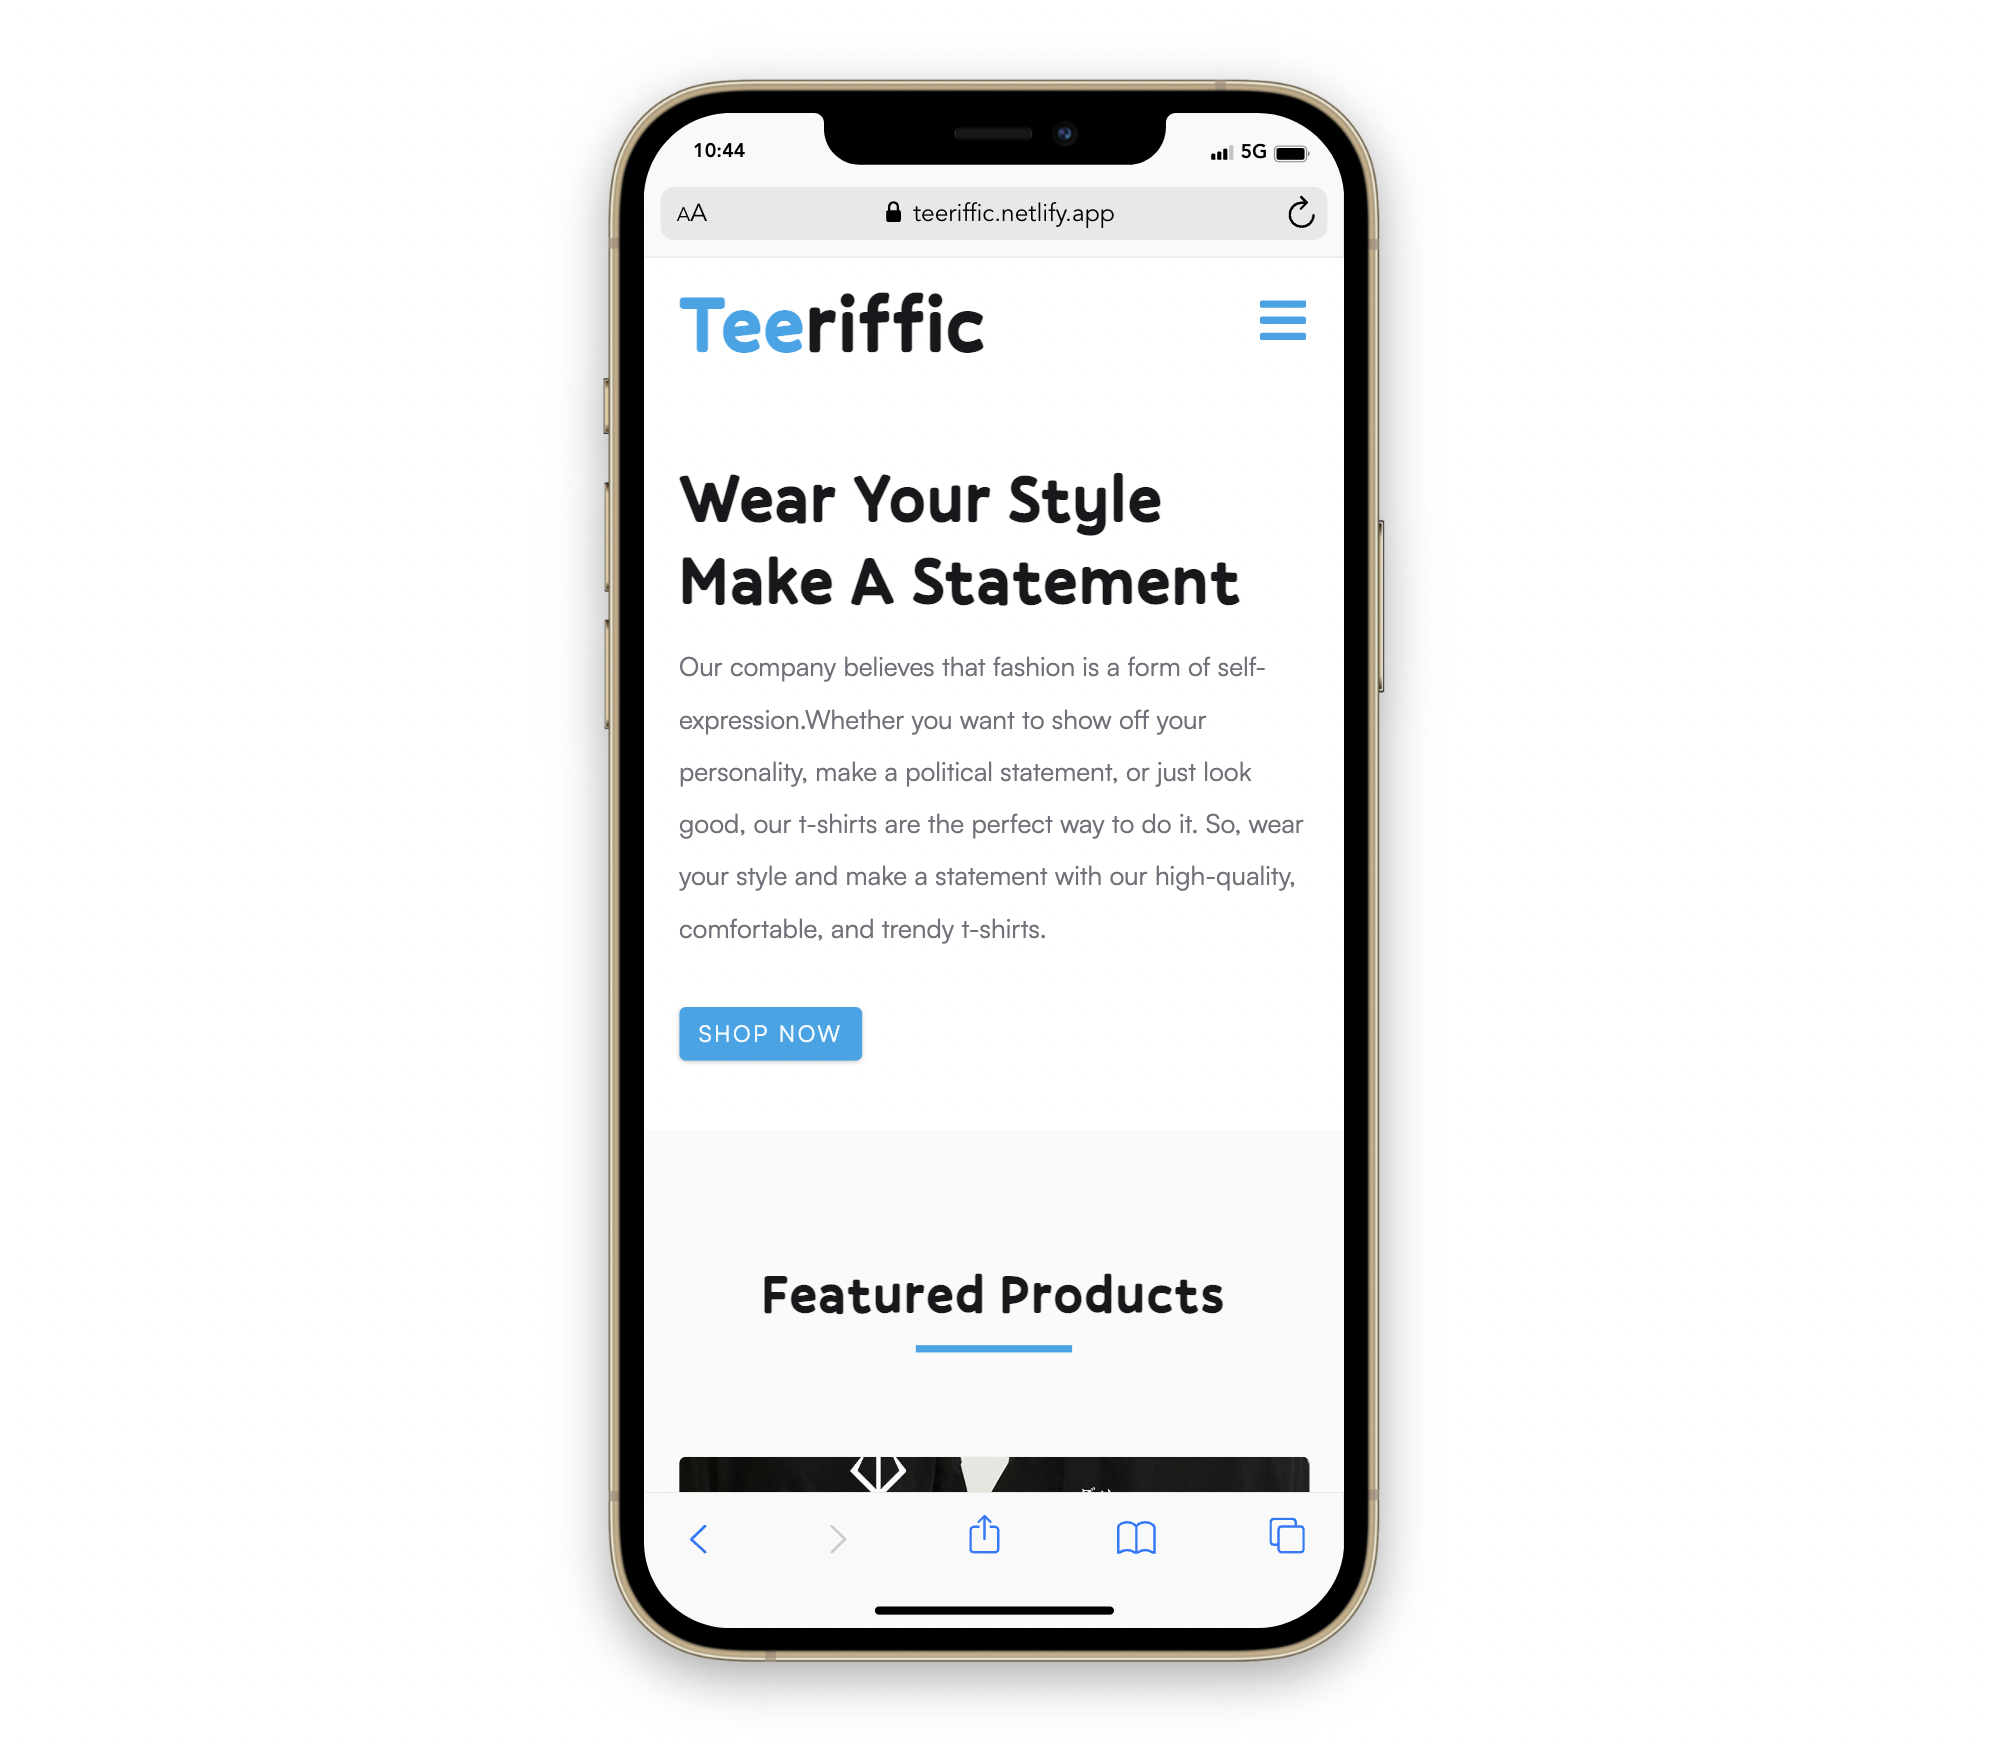 10:44
5G
AA
teeriffic.netlify.app
Teeriffic
Wear Your Style
Make A Statement
Our company believes that fashion is a form of self-
expression.Whether you want to show off your
personality, make a political statement, or just look
good, our t-shirts are the perfect way to do it. So, wear
your style and make a statement with our high-quality,
comfortable, and trendy t-shirts.
SHOP NOW
Featured Products